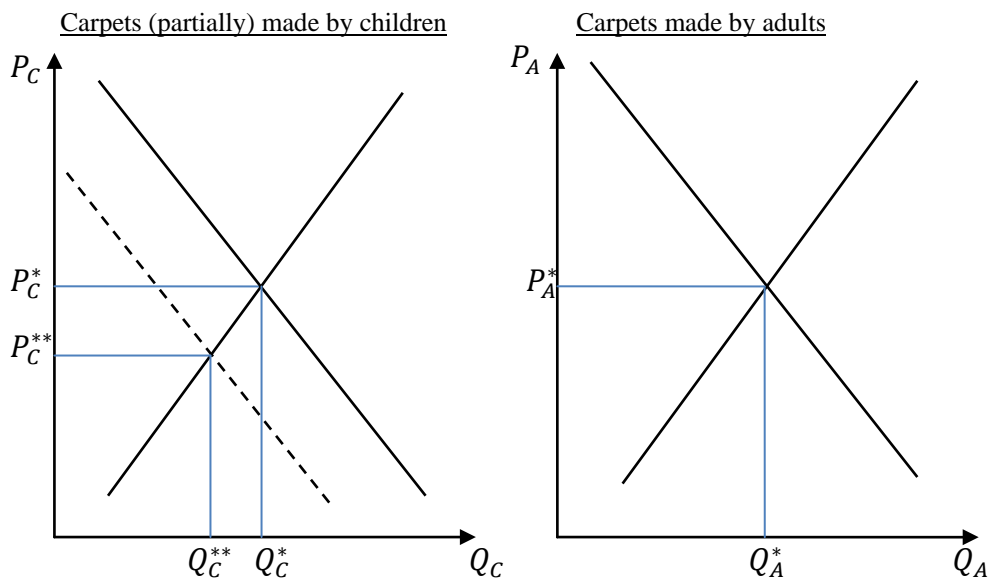 Carpets (partially) made by children
P_C
P_C^*
P_C^{**}
Q_C^{**}
Q_C^*
Q_C
Carpets made by adults
P_A
P_A^*
Q_A^*
Q_A